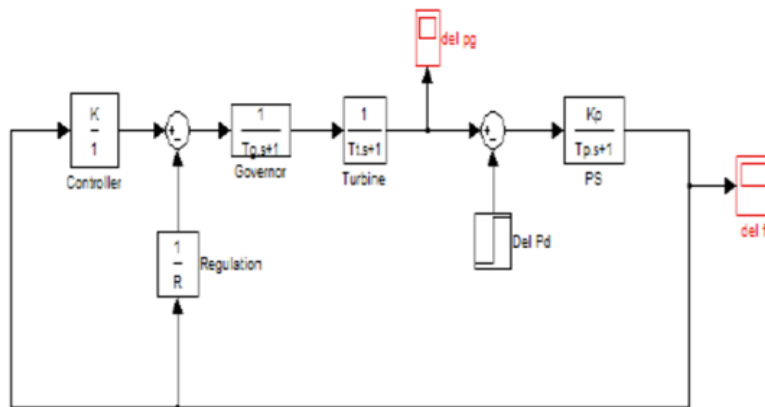 del pg
K
1
Controller
+
−
1
Tg.s+1
Governor
1
Tt.s+1
Turbine
+
−
Kp
Tp.s+1
PS
del f
1
R
Regulation
Del Pd